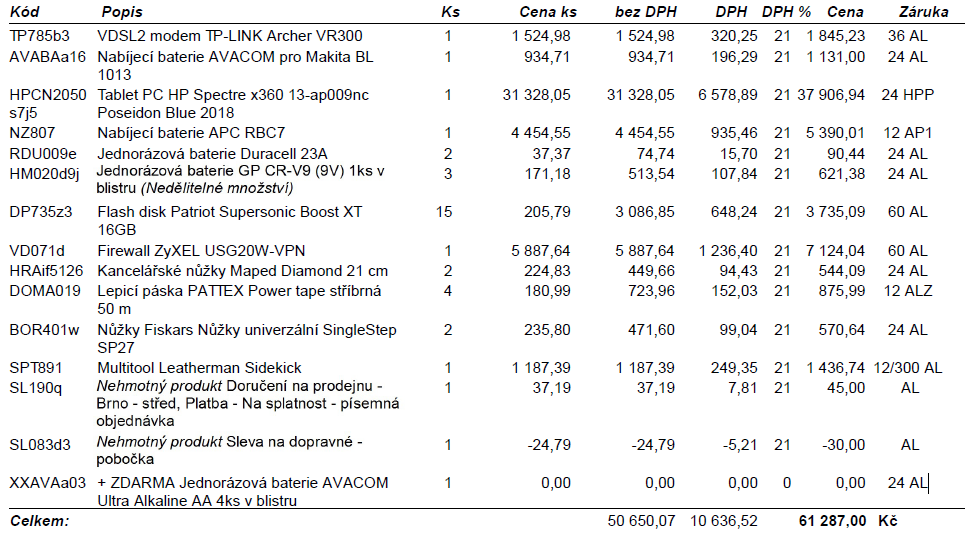 Kód Popis Ks Cena ks bez DPH DPH DPH % Cena Záruka
TP785b3 VDSL2 modem TP-LINK Archer VR300 1 1 524,98 1 524,98 320,25 21 1 845,23 36 AL
AVABAa16 Nabíjecí baterie AVACOM pro Makita BL 1 934,71 934,71 196,29 21 1 131,00 24 AL
1013
HPCN2050 Tablet PC HP Spectre x360 13-ap009nc 1 31 328,05 31 328,05 6 578,89 21 37 906,94 24 HPP
s7j5 Poseidon Blue 2018
NZ807 Nabíjecí baterie APC RBC7 1 4 454,55 4 454,55 935,46 21 5 390,01 12 AP1
RDU009e Jednorázová baterie Duracell 23A 2 37,37 74,74 15,70 21 90,44 24 AL
HM020d9j Jednorázová baterie GP CR-V9 (9V) 1ks v 3 171,18 513,54 107,84 21 621,38 24 AL
blistru (Nedělitelné množství)
DP735z3 Flash disk Patriot Supersonic Boost XT 15 205,79 3 086,85 648,24 21 3 735,09 60 AL
16GB
VD071d Firewall ZyXEL USG20W-VPN 1 5 887,64 5 887,64 1 236,40 21 7 124,04 60 AL
HRAif5126 Kancelářské nůžky Maped Diamond 21 cm 2 224,83 449,66 94,43 21 544,09 24 AL
DOMA019 Lepicí páska PATTEX Power tape stříbrná 4 180,99 723,96 152,03 21 875,99 12 ALZ
50 m
BOR401w Nůžky Fiskars Nůžky univerzální SingleStep 2 235,80 471,60 99,04 21 570,64 24 AL
SP27
SPT891 Multitool Leatherman Sidekick 1 1 187,39 1 187,39 249,35 21 1 436,74 12/300 AL
SL190q Nehmotný produkt Doručení na prodejnu - 1 37,19 37,19 7,81 21 45,00 AL
Brno - střed, Platba - Na splatnost - písemná
objednávka
SL083d3 Nehmotný produkt Sleva na dopravné - 1 -24,79 -24,79 -5,21 21 -30,00 AL
pobočka
XXAVAa03 + ZDARMA Jednorázová baterie AVACOM 1 0,00 0,00 0,00 0 0,00 24 AL
Ultra Alkaline AA 4ks v blistru
Celkem: 50 650,07 10 636,52 61 287,00 Kč